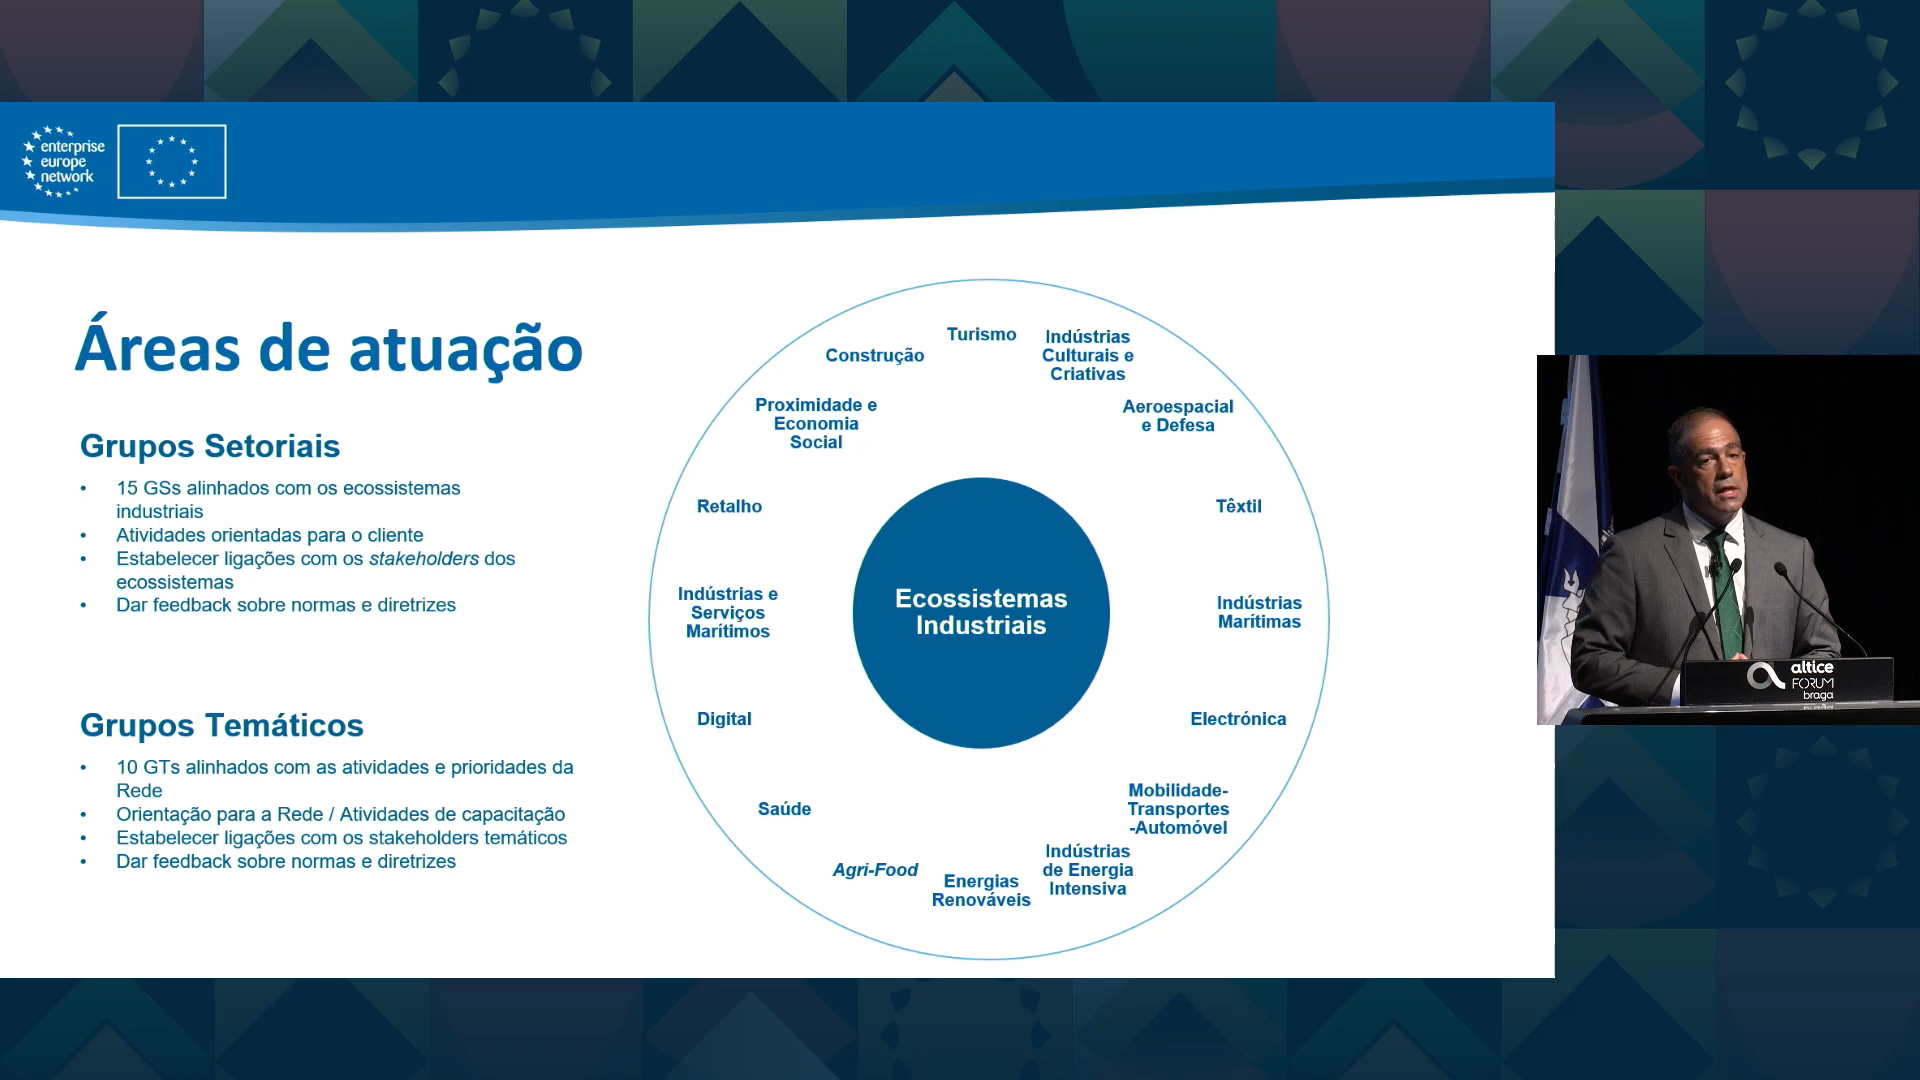 enterprise
europe
network
Áreas de atuação
Grupos Setoriais
• 15 GSs alinhados com os ecossistemas
industriais
• Atividades orientadas para o cliente
• Estabelecer ligações com os stakeholders dos
ecossistemas
• Dar feedback sobre normas e diretrizes
Grupos Temáticos
• 10 GTs alinhados com as atividades e prioridades da
Rede
• Orientação para a Rede / Atividades de capacitação
• Estabelecer ligações com os stakeholders temáticos
• Dar feedback sobre normas e diretrizes
Turismo
Indústrias
Culturais e
Criativas
Aeroespacial
e Defesa
Têxtil
Indústrias
Marítimas
Electrónica
Mobilidade-
Transportes
-Automóvel
Indústrias
de Energia
Intensiva
Energias
Renováveis
Agri-Food
Saúde
Digital
Indústrias e
Serviços
Marítimos
Retalho
Proximidade e
Economia
Social
Construção
Ecossistemas
Industriais
altice
FORUM
braga